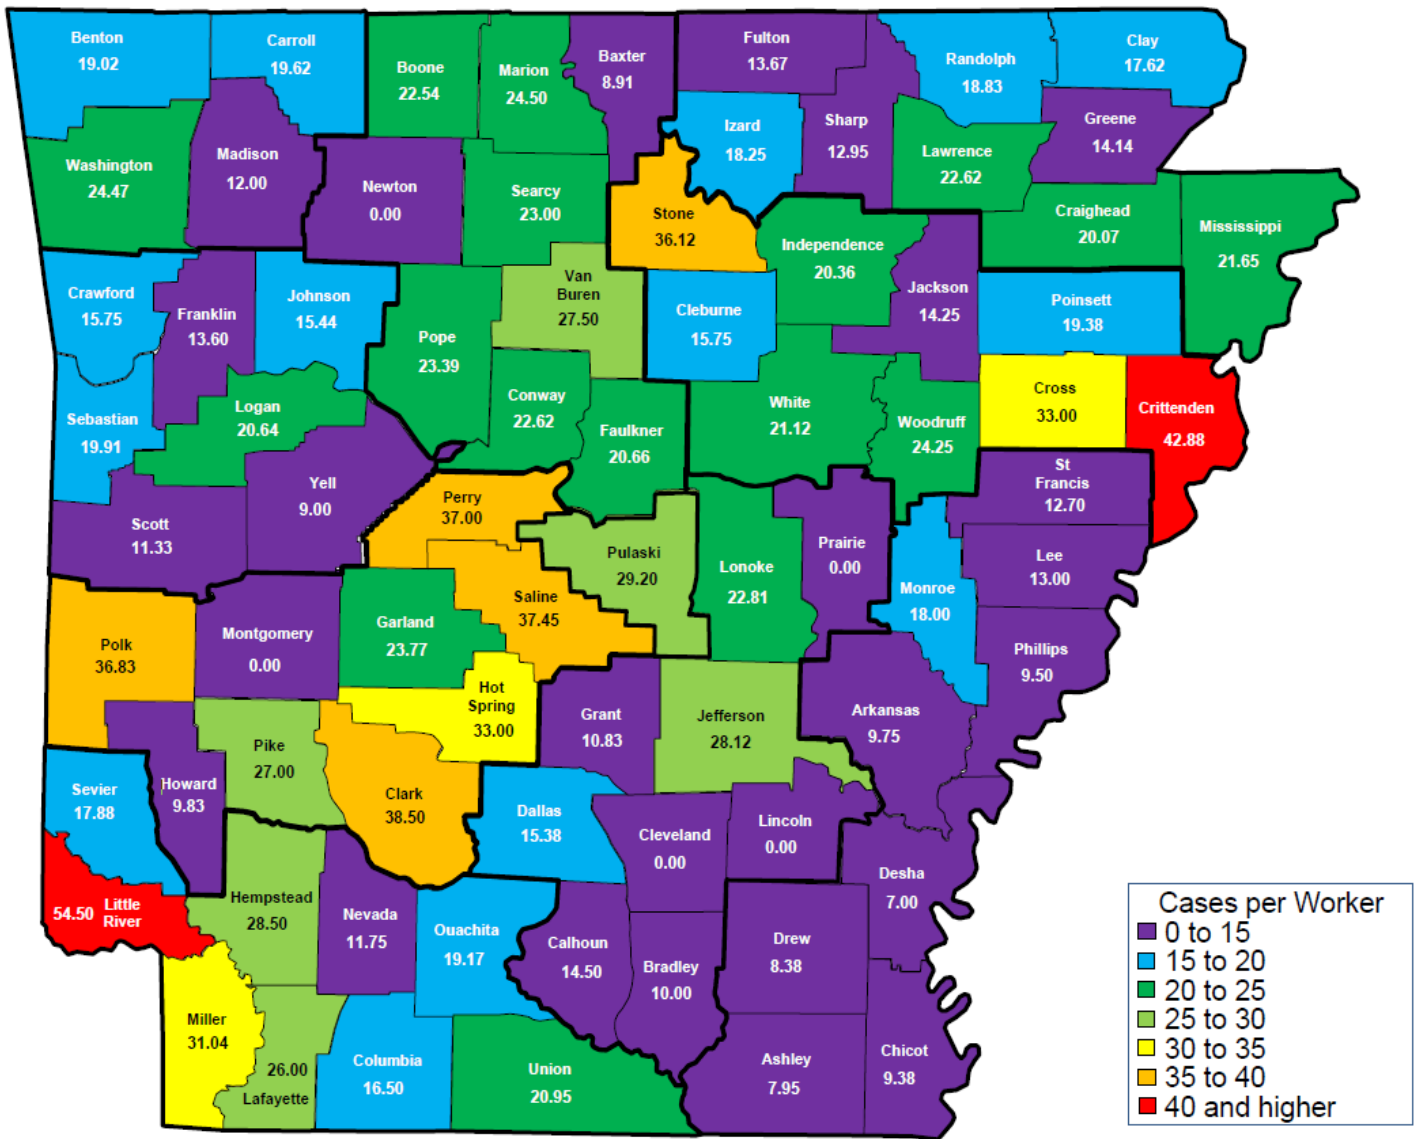 Benton
19.02
Carroll
19.62
Boone
22.54
Marion
24.50
Baxter
8.91
Fulton
13.67
Randolph
18.83
Clay
17.62
Izard
18.25
Sharp
12.95
Greene
14.14
Lawrence
22.62
Washington
24.47
Madison
12.00
Newton
0.00
Searcy
23.00
Stone
36.12
Independence
20.36
Craighead
20.07
Mississippi
21.65
Crawford
15.75
Franklin
13.60
Johnson
15.44
Pope
23.39
Van
Buren
27.50
Cleburne
15.75
Jackson
14.25
Poinsett
19.38
Sebastian
19.91
Logan
20.64
Conway
22.62
Faulkner
20.66
White
21.12
Woodruff
24.25
Cross
33.00
Crittenden
42.88
Scott
11.33
Yell
9.00
Perry
37.00
St
Francis
12.70
Pulaski
29.20
Lonoke
22.81
Prairie
0.00
Monroe
18.00
Lee
13.00
Polk
36.83
Montgomery
0.00
Garland
23.77
Saline
37.45
Phillips
9.50
Hot
Spring
33.00
Grant
10.83
Jefferson
28.12
Arkansas
9.75
Sevier
17.88
Howard
9.83
Pike
27.00
Clark
38.50
Dallas
15.38
Cleveland
0.00
Lincoln
0.00
Desha
7.00
54.50 Little
River
Hempstead
28.50
Nevada
11.75
Ouachita
19.17
Calhoun
14.50
Bradley
10.00
Drew
8.38
Miller
31.04
26.00
Lafayette
Columbia
16.50
Union
20.95
Ashley
7.95
Chicot
9.38
Cases per Worker
0 to 15
15 to 20
20 to 25
25 to 30
30 to 35
35 to 40
40 and higher